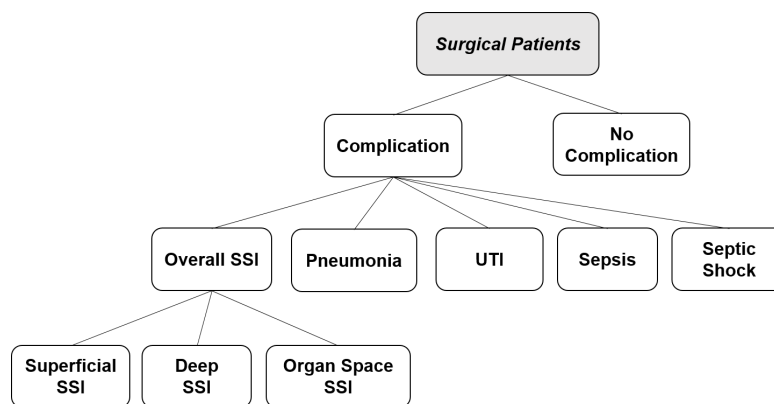 Surgical Patients
Complication
No
Complication
Overall SSI
Pneumonia
UTI
Sepsis
Septic
Shock
Superficial
SSI
Deep
SSI
Organ Space
SSI